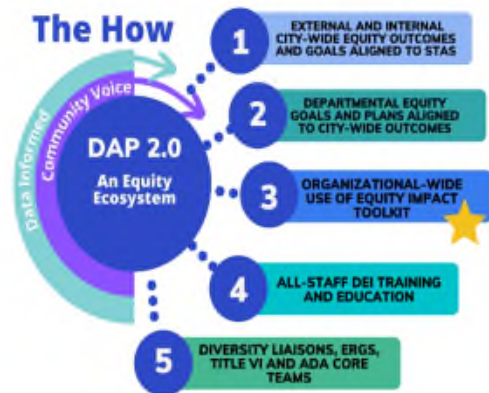 The How
Data Informed
Community Voice
DAP 2.0
An Equity
Ecosystem
1
EXTERNAL AND INTERNAL
CITY-WIDE EQUITY OUTCOMES
AND GOALS ALIGNED TO STAS
2
DEPARTMENTAL EQUITY
GOALS AND PLANS ALIGNED
TO CITY-WIDE OUTCOMES
3
ORGANIZATIONAL-WIDE
USE OF EQUITY IMPACT
TOOLKIT
4
ALL-STAFF DEI TRAINING
AND EDUCATION
5
DIVERSITY LIAISONS, ERGS,
TITLE VI AND ADA CORE
TEAMS